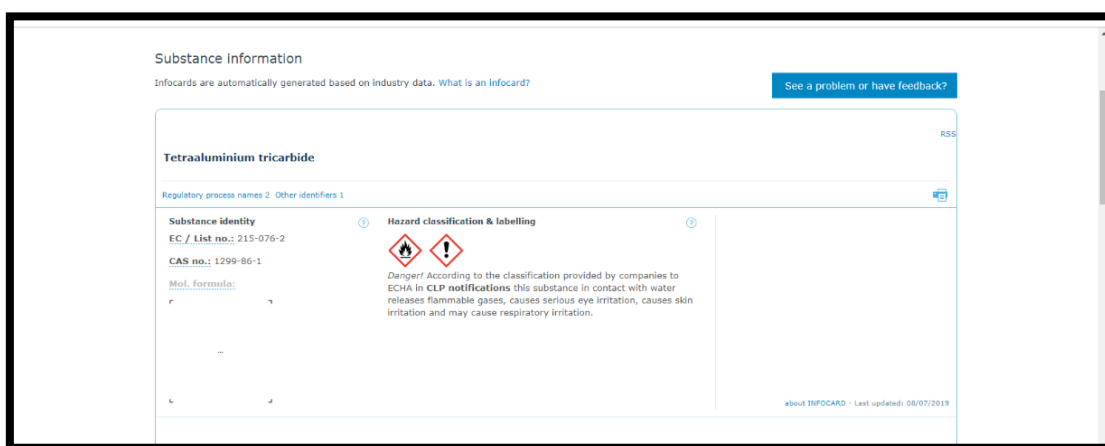 Substance information
Infocards are automatically generated based on industry data. What is an infocard?
See a problem or have feedback?
RSS
Tetraaluminium tricarbide
Regulatory process names 2 Other identifiers 1
Substance identity
EC / List no.: 215-076-2
CAS no.: 1299-86-1
Mol. formula:
...
Hazard classification & labelling
Danger! According to the classification provided by companies to
ECHA in CLP notifications this substance in contact with water
releases flammable gases, causes serious eye irritation, causes skin
irritation and may cause respiratory irritation.
about INFOCARD - Last updated: 08/07/2019